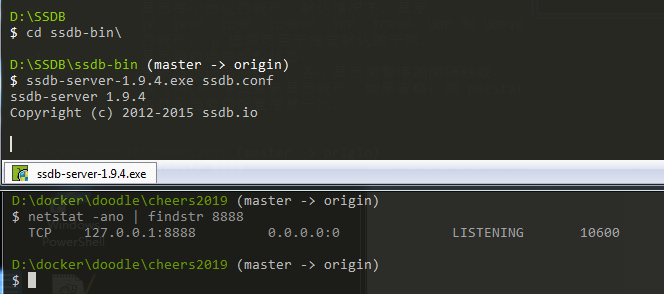 D:\SSDB
$ cd ssdb-bin\
D:\SSDB\ssdb-bin (master -> origin)
$ ssdb-server-1.9.4.exe ssdb.conf
ssdb-server 1.9.4
Copyright (c) 2012-2015 ssdb.io
ssdb-server-1.9.4.exe
D:\docker\doodle\cheers2019 (master -> origin)
$ netstat -ano | findstr 8888
TCP 127.0.0.1:8888 0.0.0.0:0 LISTENING 10600
Windows
PowerShell
D:\docker\doodle\cheers2019 (master -> origin)
$